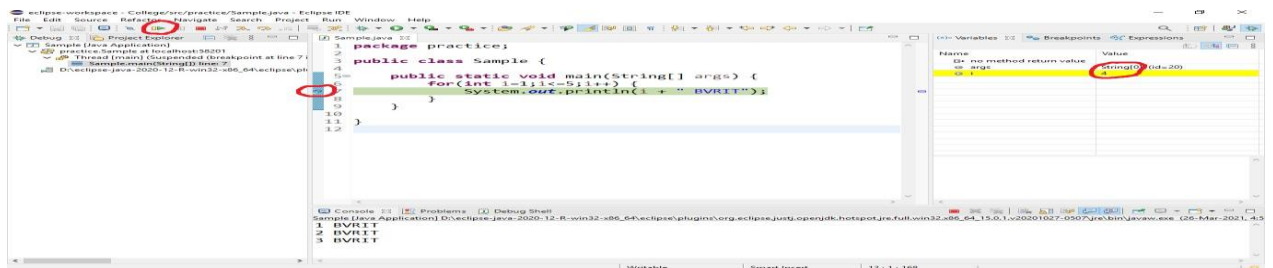 eclipse-workspace - College/src/practice/Sample.java - Eclipse IDE
File Edit Source Refactor Navigate Search Project Run Window Help
Debug Project Explorer
Sample [Java Application]
practice.Sample at localhost:58201
Thread [main] (Suspended (breakpoint at line 7 i
Sample.main(String[]) line: 7
D:\eclipse-java-2020-12-R-win32-x86_64\eclipse\pl
Sample.java
1 package practice;
2
3 public class Sample {
4
5 public static void main(String[] args) {
6 for(int i=1;i<=5;i++) {
System.out.println(i + " BVRIT");
8 }
9 }
10
11 }
12
Variables Breakpoints Expressions
Name Value
no method return value
args String[0] (id=20)
i 4
Console Problems Debug Shell
Sample [Java Application] D:\eclipse-java-2020-12-R-win32-x86_64\eclipse\plugins\org.eclipse.justj.openjdk.hotspot.jre.full.win32.x86_64_15.0.1.v20201027-0507\jre\bin\javaw.exe (26-Mar-2021, 4:5
1 BVRIT
2 BVRIT
3 BVRIT
Writable Smart Insert 12 : 1 : 168